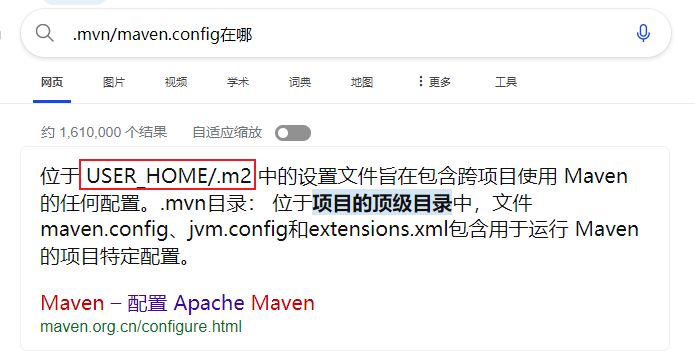 .mvn/maven.config在哪
网页 图片 视频 学术 词典 地图 更多 工具
约 1,610,000 个结果 自适应缩放
位于 USER_HOME/.m2 中的设置文件旨在包含跨项目使用 Maven
的任何配置。.mvn目录： 位于项目的顶级目录中，文件
maven.config、jvm.config和extensions.xml包含用于运行 Maven
的项目特定配置。
Maven – 配置 Apache Maven
maven.org.cn/configure.html